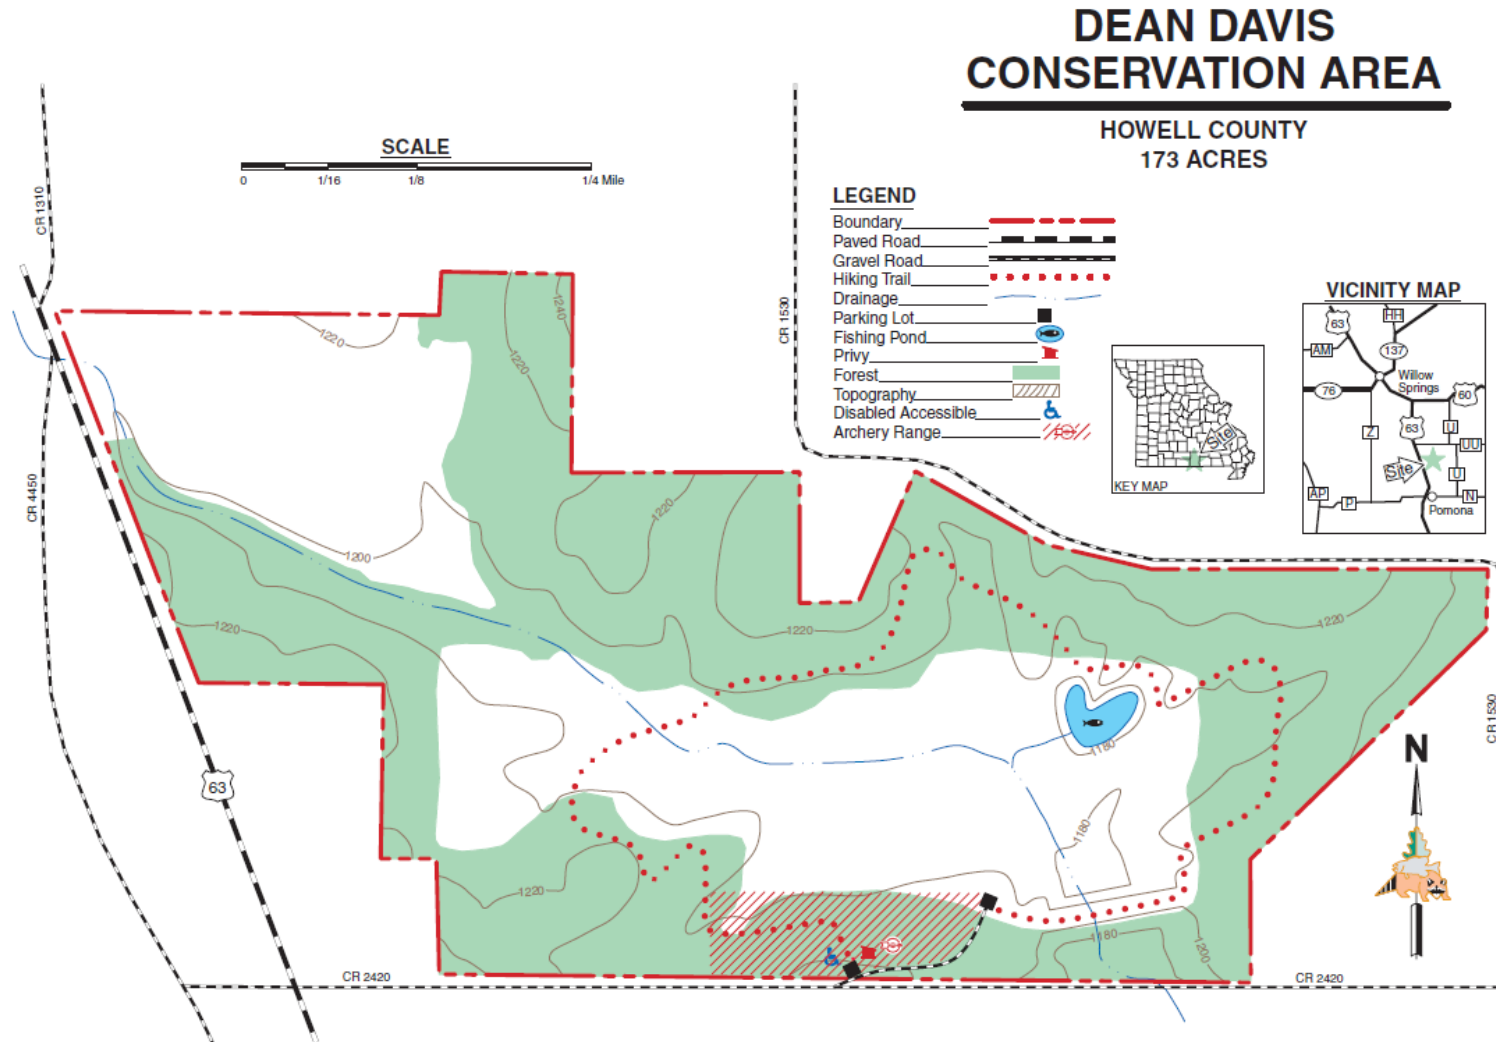 DEAN DAVIS
CONSERVATION AREA
HOWELL COUNTY
173 ACRES
SCALE
0 1/16 1/8 1/4 Mile
LEGEND
Boundary
Paved Road
Gravel Road
Hiking Trail
Drainage
Parking Lot
Fishing Pond
Privy
Forest
Topography
Disabled Accessible
Archery Range
KEY MAP
Site
VICINITY MAP
63
HH
AM
137
Willow
Springs
76
60
63
Z
U
UU
Site
U
AP
P
N
Pomona
CR 1310
CR 1530
CR 4450
1220
1220
1240
1220
1200
1220
1220
1220
1180
1180
1220
1180
1200
63
CR 1530
N
CR 2420
CR 2420